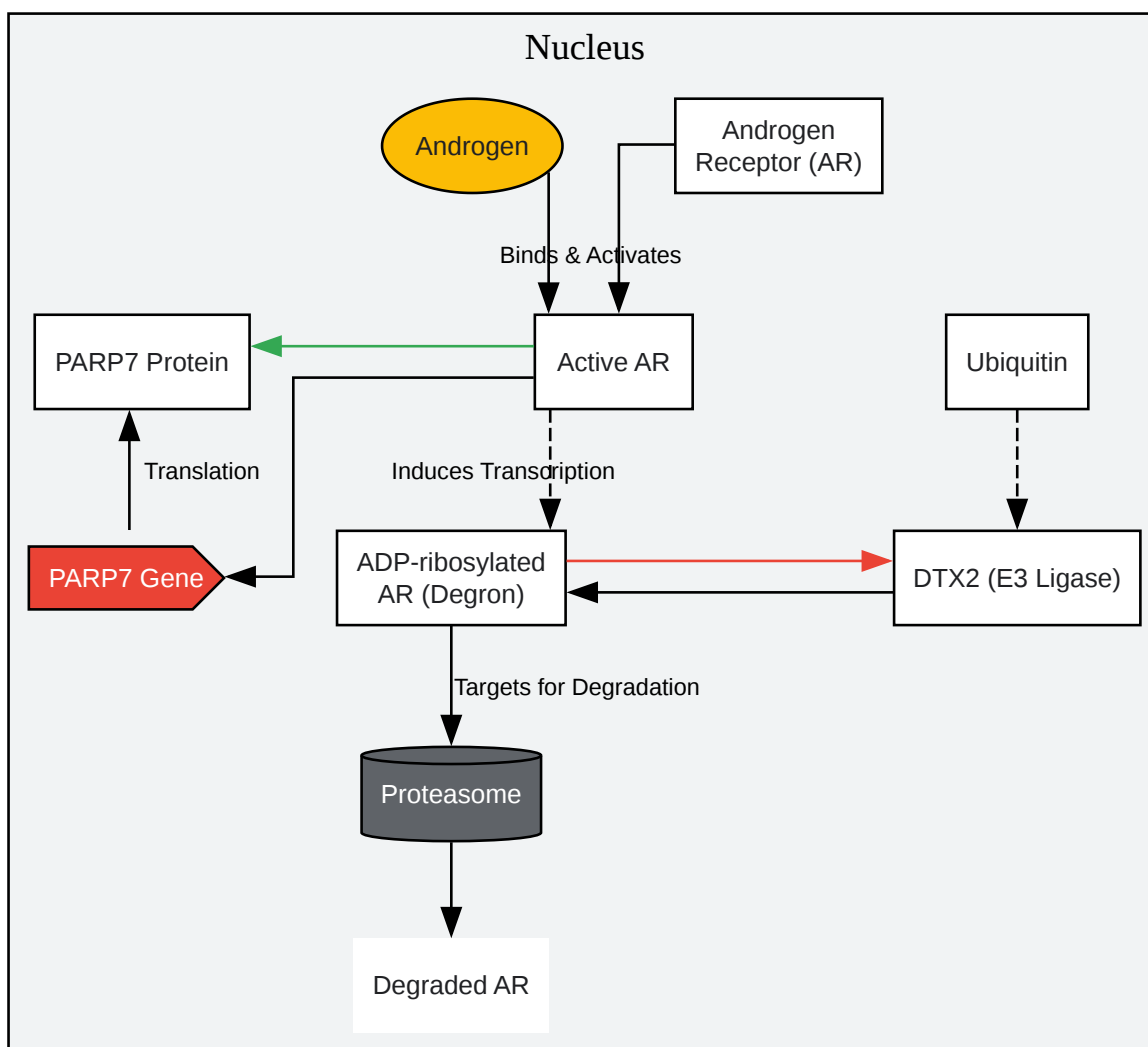 Nucleus
Androgen
Androgen
Receptor (AR)
Binds & Activates
PARP7 Protein
Active AR
Ubiquitin
Translation
Induces Transcription
PARP7 Gene
ADP-ribosylated
AR (Degron)
DTX2 (E3 Ligase)
Targets for Degradation
Proteasome
Degraded AR